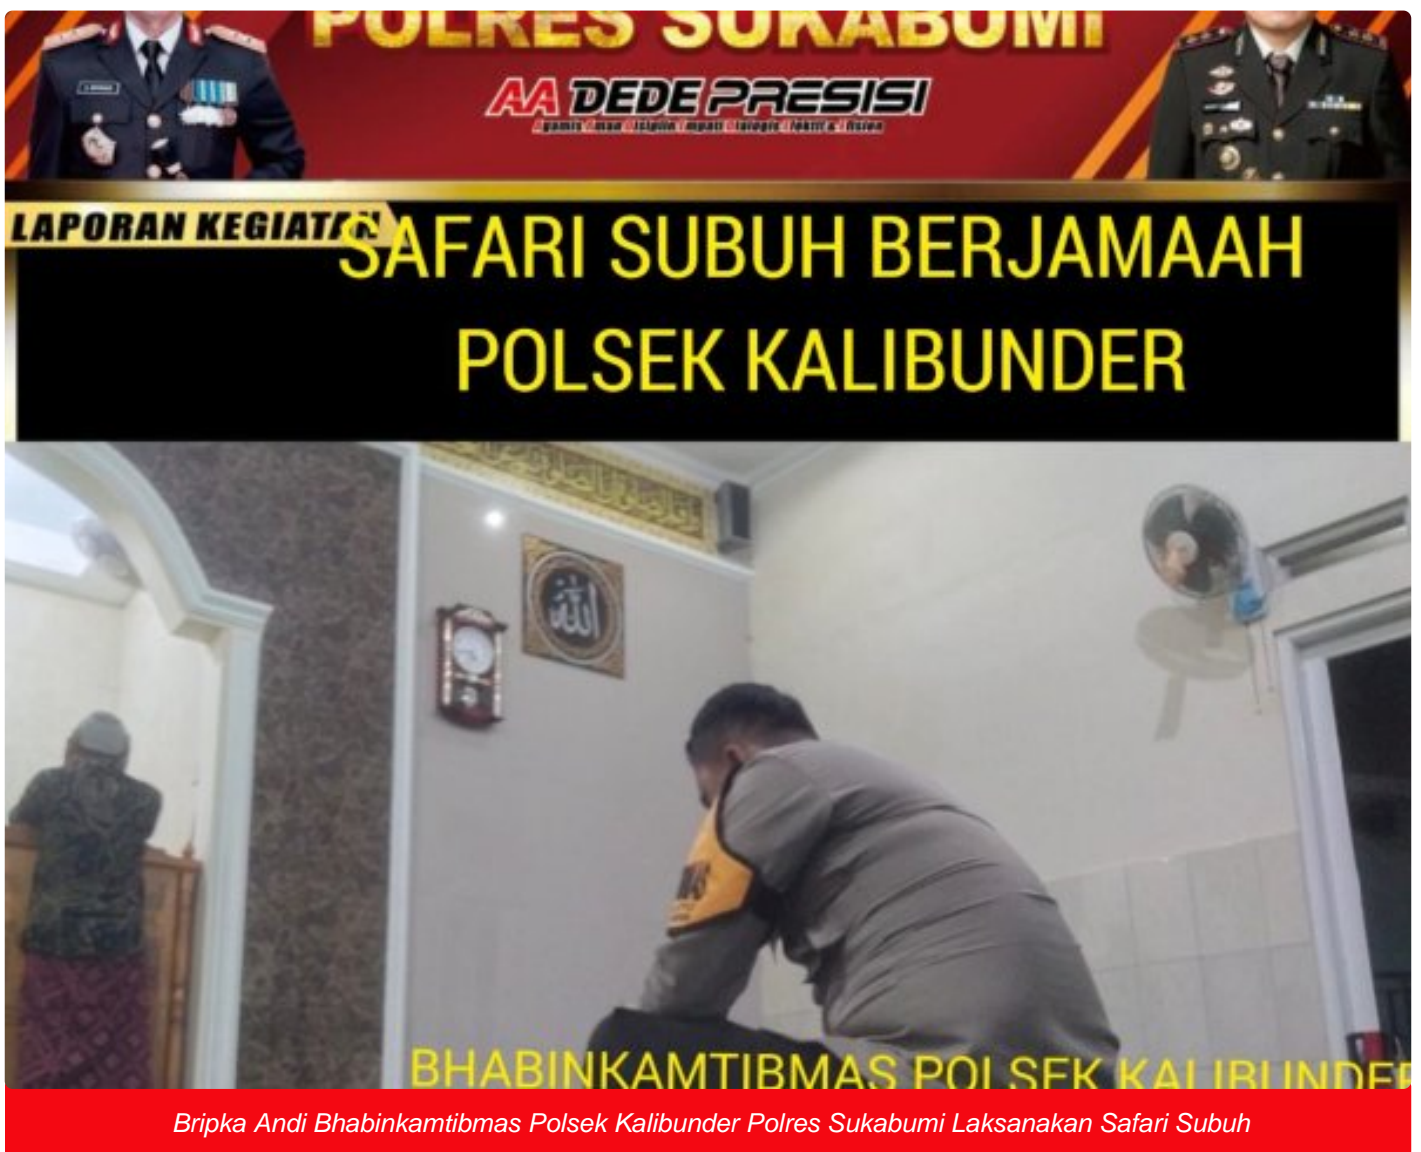 POLRES SUKABUMI
AA DEDE PRESISI
LAPORAN KEGIATAN
SAFARI SUBUH BERJAMAAH
POLSEK KALIBUNDER
الله
BHABINKAMTIBMAS POLSEK KALIBUNDER
Bripka Andi Bhabinkamtibmas Polsek Kalibunder Polres Sukabumi Laksanakan Safari Subuh